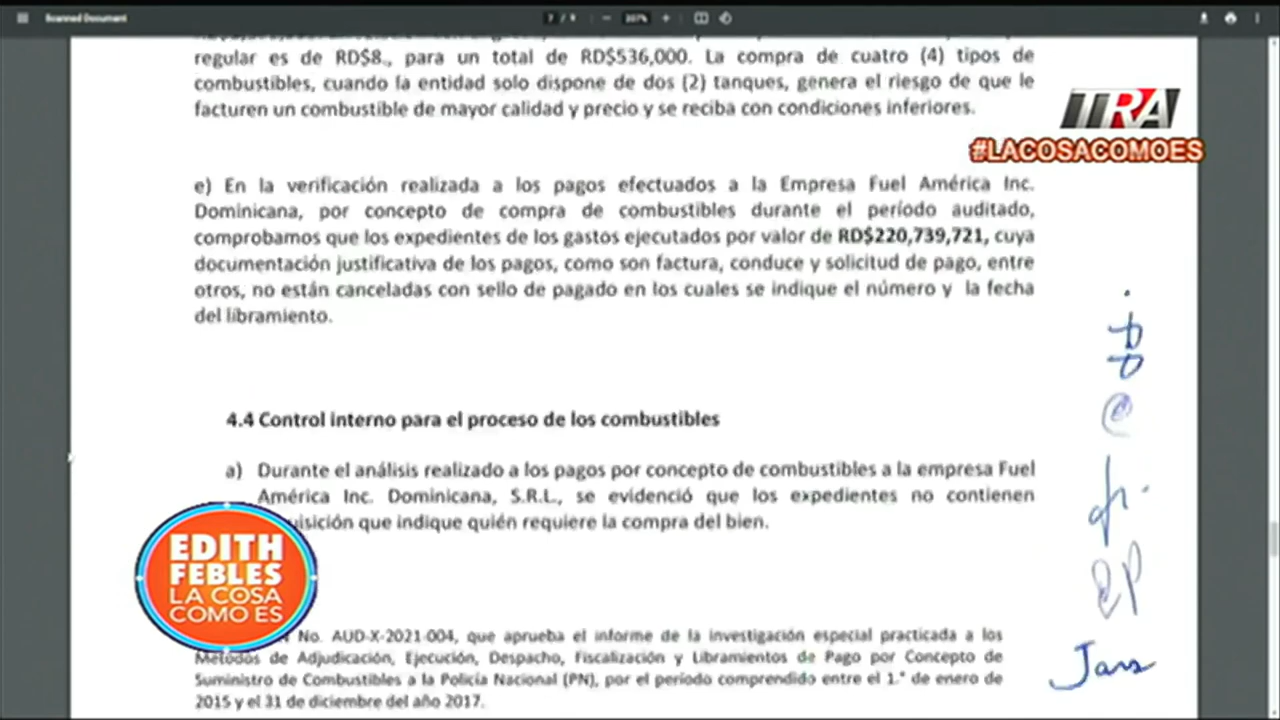 Scanned Document
7 / 9
207%
regular es de RD$8., para un total de RD$536,000. La compra de cuatro (4) tipos de
combustibles, cuando la entidad solo dispone de dos (2) tanques, genera el riesgo de que le
facturen un combustible de mayor calidad y precio y se reciba con condiciones inferiores.
TRA
#LACOSACOMOES
e) En la verificación realizada a los pagos efectuados a la Empresa Fuel América Inc.
Dominicana, por concepto de compra de combustibles durante el período auditado,
comprobamos que los expedientes de los gastos ejecutados por valor de RD$220,739,721, cuya
documentación justificativa de los pagos, como son factura, conduce y solicitud de pago, entre
otros, no están canceladas con sello de pagado en los cuales se indique el número y la fecha
del libramiento.
4.4 Control interno para el proceso de los combustibles
a) Durante el análisis realizado a los pagos por concepto de combustibles a la empresa Fuel
América Inc. Dominicana, S.R.L., se evidenció que los expedientes no contienen
que indique quién requiere la compra del bien.
EDITH
FEBLES
LA COSA
COMO ES
No. AUD-X-2021-004, que aprueba el informe de la investigación especial practicada a los
Métodos de Adjudicación, Ejecución, Despacho, Fiscalización y Libramientos de Pago por Concepto de
Suministro de Combustibles a la Policía Nacional (PN), por el período comprendido entre el 1.° de enero de
2015 y el 31 de diciembre del año 2017.